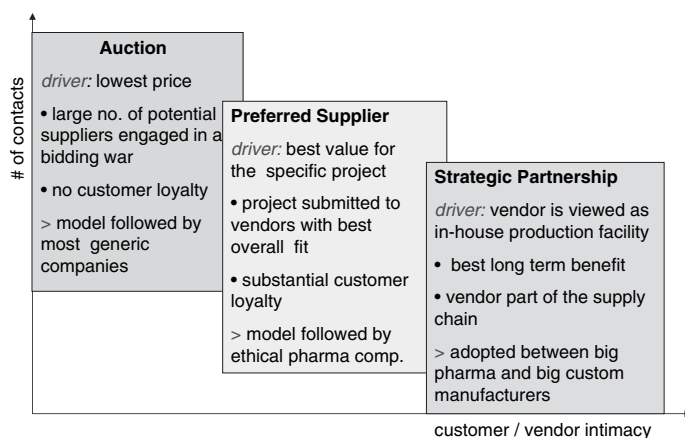 # of contacts
Auction
driver: lowest price
• large no. of potential
suppliers engaged in a
bidding war
• no customer loyalty
> model followed by
most generic
companies
Preferred Supplier
driver: best value for
the specific project
• project submitted to
vendors with best
overall fit
• substantial customer
loyalty
> model followed by
ethical pharma comp.
Strategic Partnership
driver: vendor is viewed as
in-house production facility
• best long term benefit
• vendor part of the supply
chain
> adopted between big
pharma and big custom
manufacturers
customer / vendor intimacy